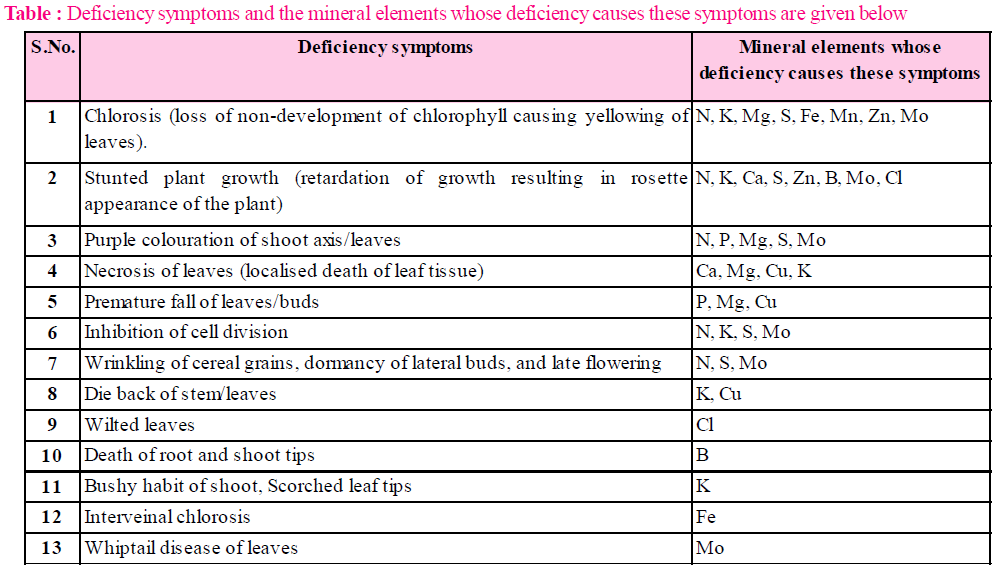 Table : Deficiency symptoms and the mineral elements whose deficiency causes these symptoms are given below
S.No. Deficiency symptoms Mineral elements whose
deficiency causes these symptoms
1 Chlorosis (loss of non-development of chlorophyll causing yellowing of N, K, Mg, S, Fe, Mn, Zn, Mo
leaves).
2 Stunted plant growth (retardation of growth resulting in rosette N, K, Ca, S, Zn, B, Mo, Cl
appearance of the plant)
3 Purple colouration of shoot axis/leaves N, P, Mg, S, Mo
4 Necrosis of leaves (localised death of leaf tissue) Ca, Mg, Cu, K
5 Premature fall of leaves/buds P, Mg, Cu
6 Inhibition of cell division N, K, S, Mo
7 Wrinkling of cereal grains, dormancy of lateral buds, and late flowering N, S, Mo
8 Die back of stem/leaves K, Cu
9 Wilted leaves Cl
10 Death of root and shoot tips B
11 Bushy habit of shoot, Scorched leaf tips K
12 Interveinal chlorosis Fe
13 Whiptail disease of leaves Mo